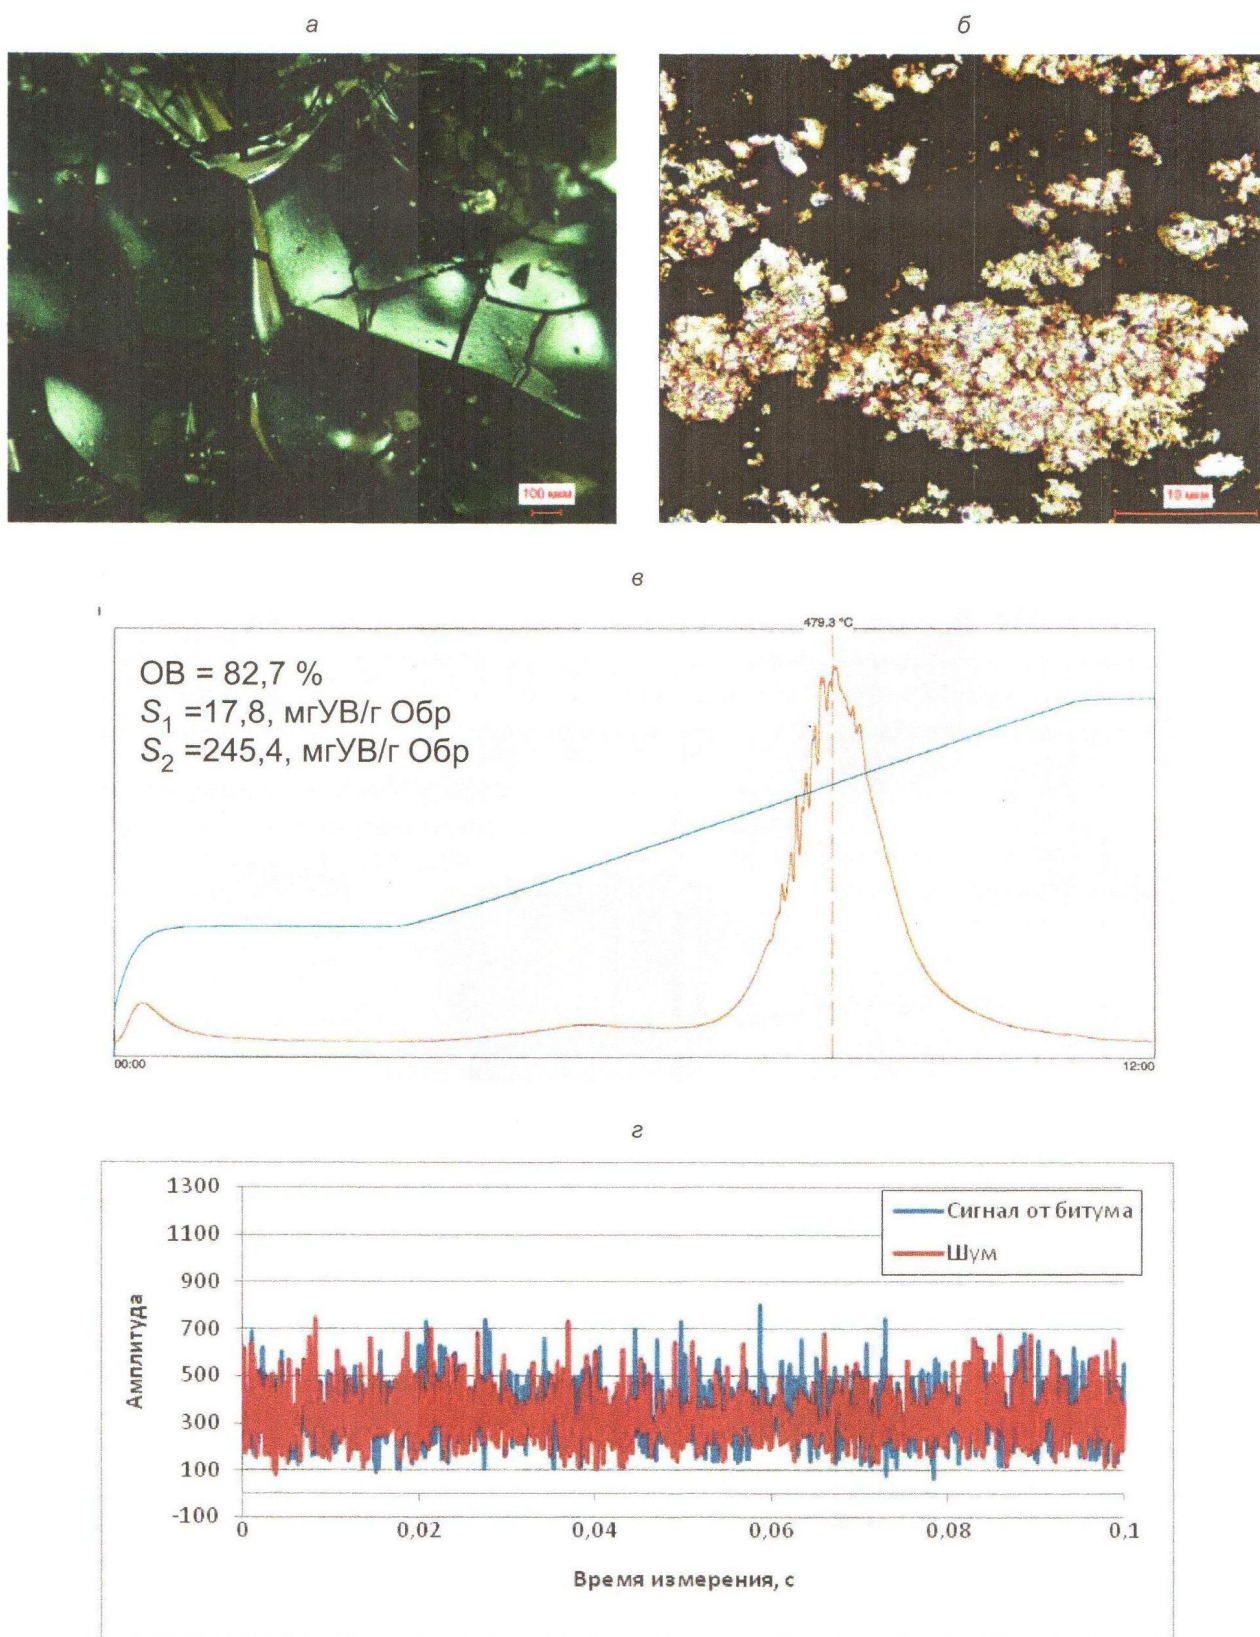 а
б
100 мкм
10 мкм
в
479.3 °C
ОВ = 82,7 %
S1 =17,8, мгУВ/г Обр
S2 =245,4, мгУВ/г Обр
00:00
12:00
г
1300
1100
900
700
500
300
100
-100
Амплитуда
Сигнал от битума
Шум
0
0,02
0,04
0,06
0,08
0,1
Время измерения, с